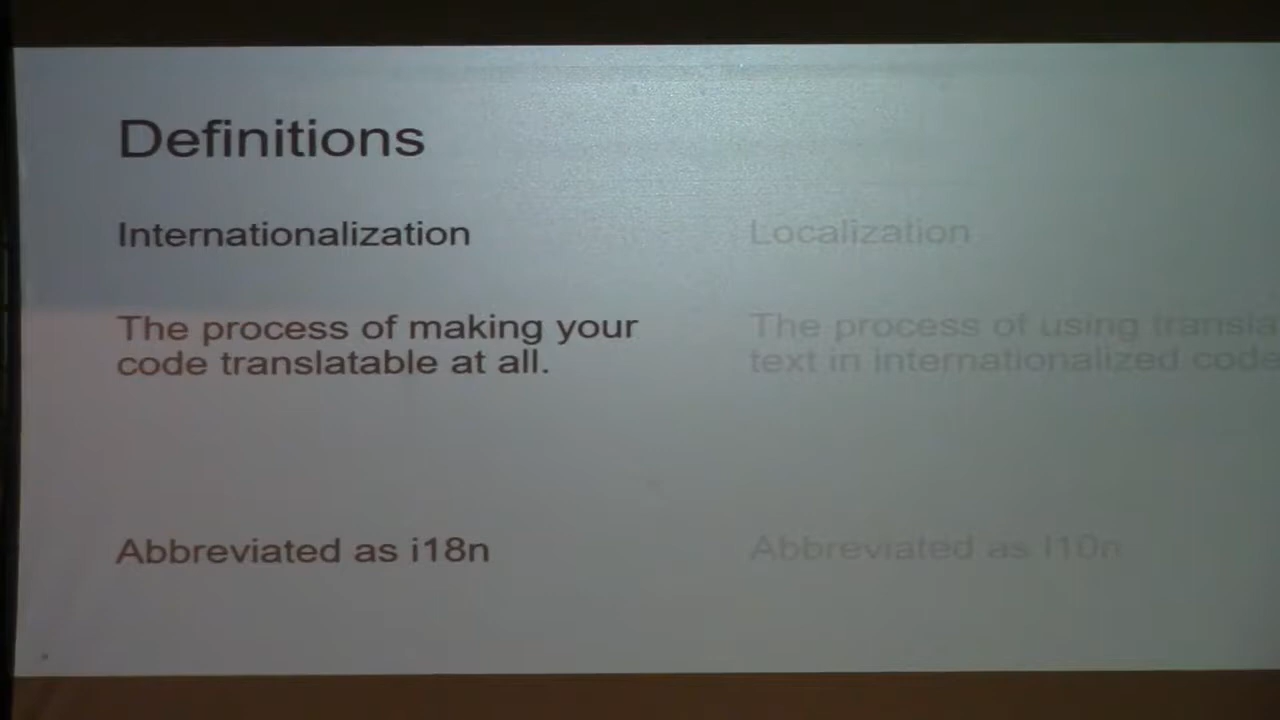 Definitions
Internationalization
The process of making your
code translatable at all.
Abbreviated as i18n
Localization
The process of using
text in internationalized code
Abbreviated as l10n